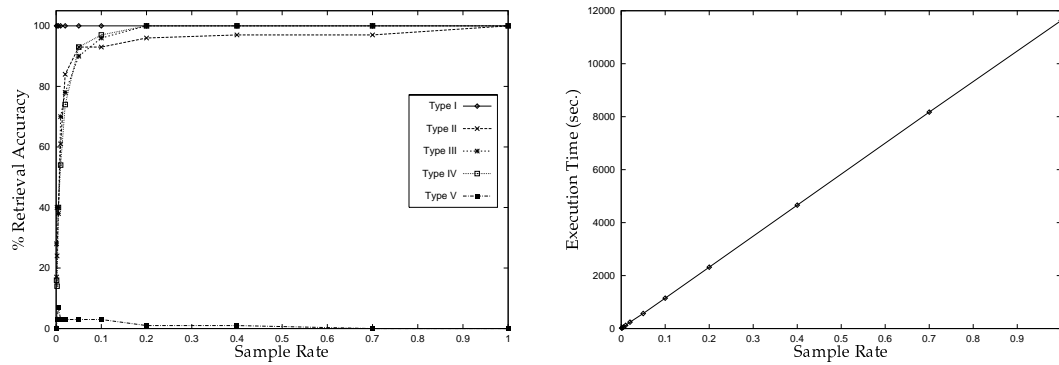 100
80
60
40
20
0
% Retrieval Accuracy
Type I
Type II
Type III
Type IV
Type V
0 0.1 0.2 0.3 0.4 0.5 0.6 0.7 0.8 0.9 1
Sample Rate
12000
10000
8000
6000
4000
2000
0
Execution Time (sec.)
0 0.1 0.2 0.3 0.4 0.5 0.6 0.7 0.8 0.9
Sample Rate